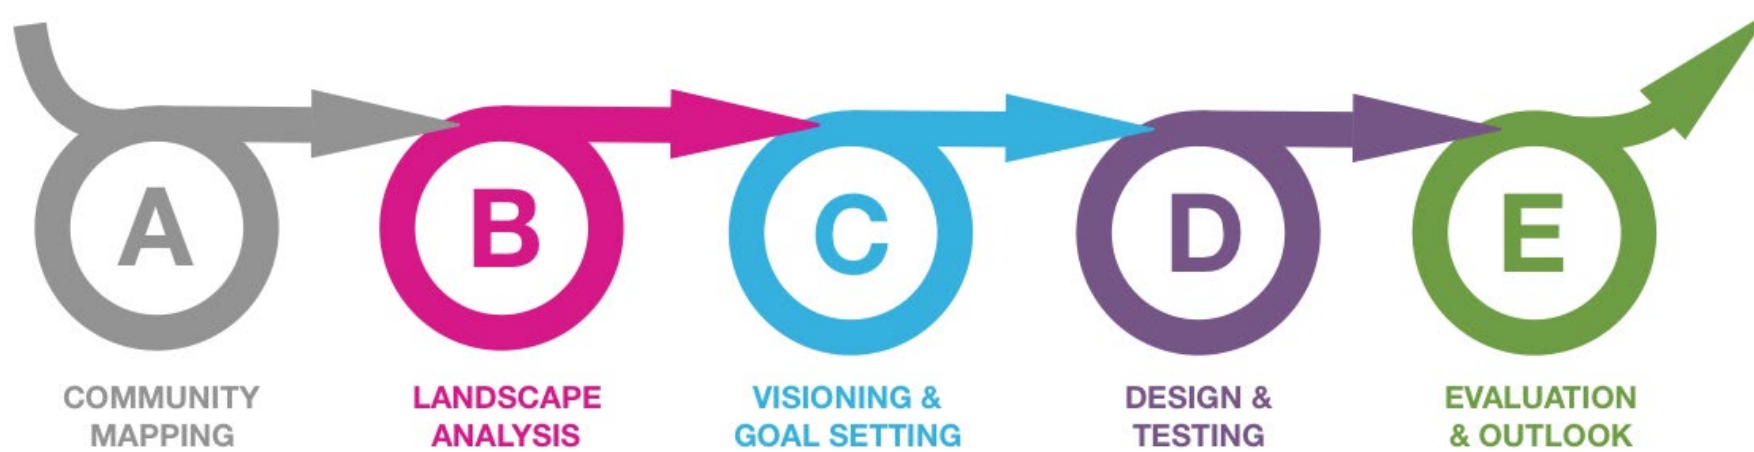 A
COMMUNITY
MAPPING
B
LANDSCAPE
ANALYSIS
C
VISIONING &
GOAL SETTING
D
DESIGN &
TESTING
E
EVALUATION
& OUTLOOK